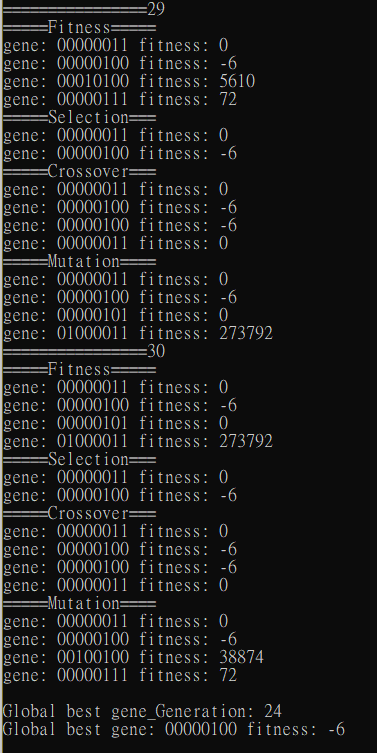 ================29
=====Fitness=====
gene: 00000011 fitness: 0
gene: 00000100 fitness: -6
gene: 00010100 fitness: 5610
gene: 00000111 fitness: 72
=====Selection===
gene: 00000011 fitness: 0
gene: 00000100 fitness: -6
=====Crossover===
gene: 00000011 fitness: 0
gene: 00000100 fitness: -6
gene: 00000100 fitness: -6
gene: 00000011 fitness: 0
=====Mutation====
gene: 00000011 fitness: 0
gene: 00000100 fitness: -6
gene: 00000101 fitness: 0
gene: 01000011 fitness: 273792
================30
=====Fitness=====
gene: 00000011 fitness: 0
gene: 00000100 fitness: -6
gene: 00000101 fitness: 0
gene: 01000011 fitness: 273792
=====Selection===
gene: 00000011 fitness: 0
gene: 00000100 fitness: -6
=====Crossover===
gene: 00000011 fitness: 0
gene: 00000100 fitness: -6
gene: 00000100 fitness: -6
gene: 00000011 fitness: 0
=====Mutation====
gene: 00000011 fitness: 0
gene: 00000100 fitness: -6
gene: 00100100 fitness: 38874
gene: 00000111 fitness: 72
Global best gene_Generation: 24
Global best gene: 00000100 fitness: -6